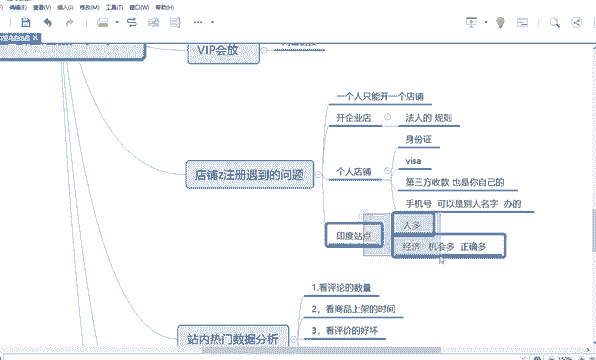 编辑(E) 查看(V) 插入(I) 修改(M) 工具(T) 窗口(W) 帮助(H)
VIP会放
一个人只能开一个店铺
开企业店
法人的 规则
身份证
店铺z注册遇到的问题
个人店铺
visa
第三方收款 也是你自己的
手机号 可以是别人名字 办的
印度站点
人多
经济 机会多 正确多
1.看评论的数量
2，看商品上架的时间
3，看评价的好坏
站内热门数据分析
150%